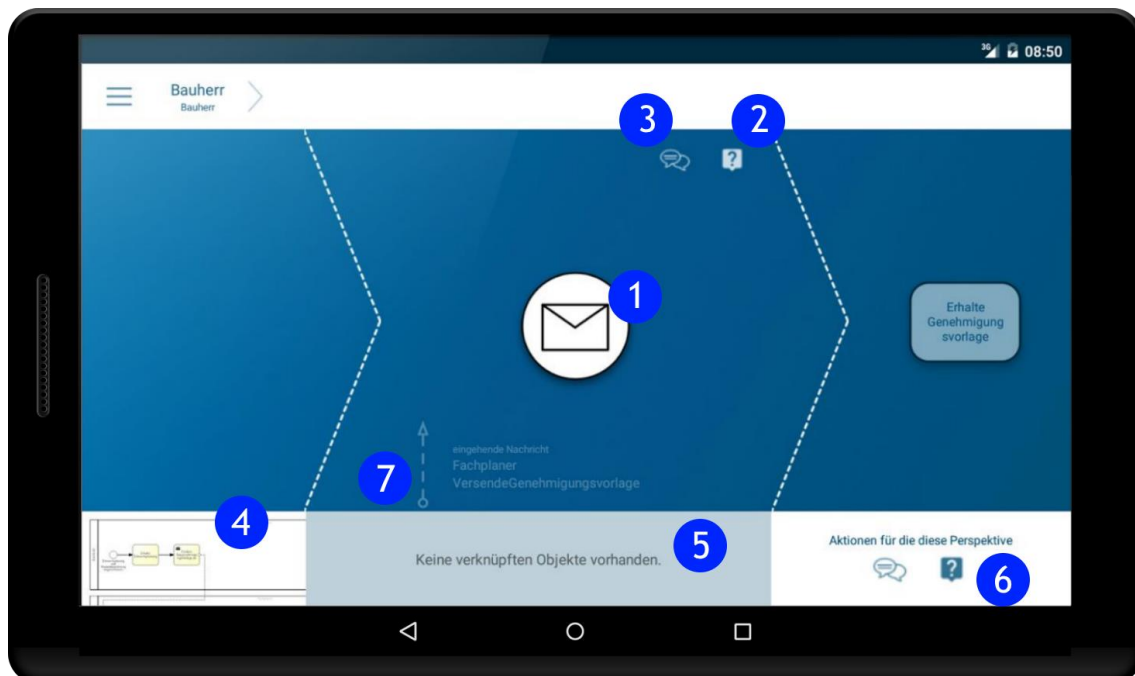 3G 08:50
Bauherr
Bauherr
3
2
?
1
Erhalte
Genehmigung
svorlage
eingehende Nachricht
7
Fachplaner
VersendeGenehmigungsvorlage
4
Keine verknüpften Objekte vorhanden.
5
Aktionen für die diese Perspektive
?
6